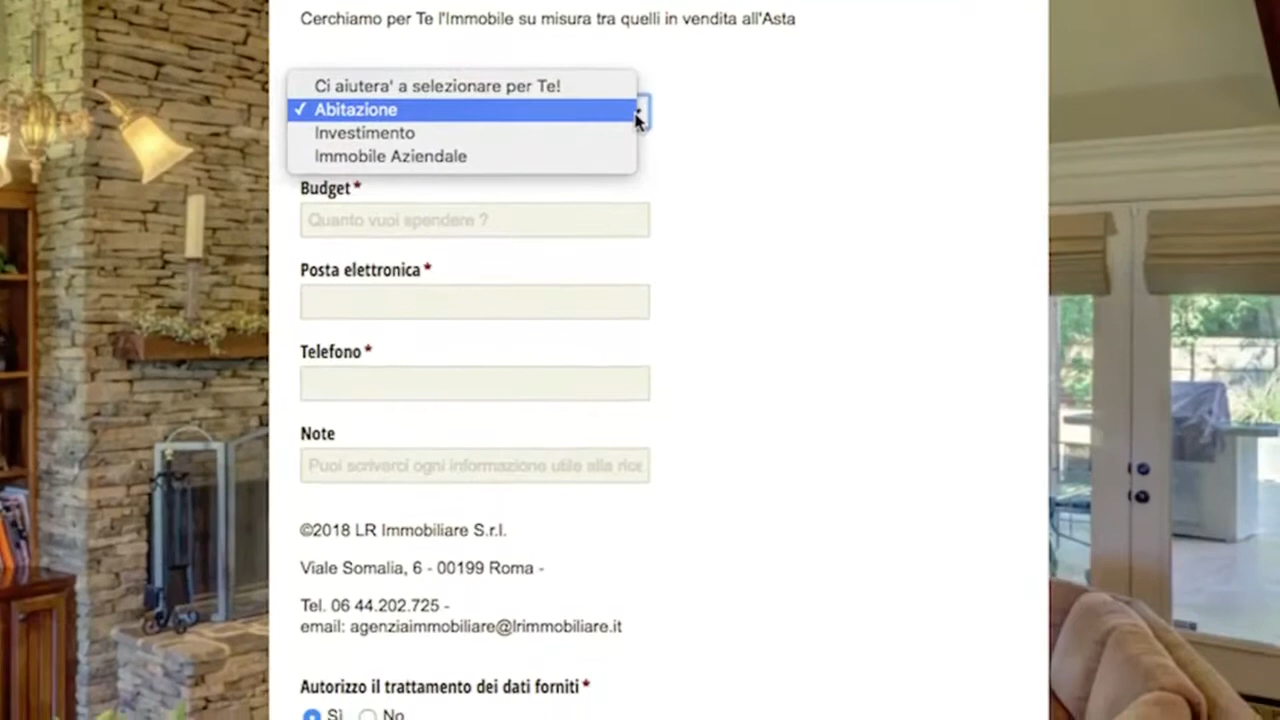 Cerchiamo per Te l'Immobile su misura tra quelli in vendita all'Asta
Ci aiutera' a selezionare per Te!
✓ Abitazione
Investimento
Immobile Aziendale
Budget*
Quanto vuoi spendere ?
Posta elettronica*
Telefono*
Note
Puoi scriverci ogni informazione utile alla
©2018 LR Immobiliare S.r.l.
Viale Somalia, 6 - 00199 Roma -
Tel. 06 44.202.725 -
email: agenziaimmobiliare@lrimmobiliare.it
Autorizzo il trattamento dei dati forniti*
Sì No